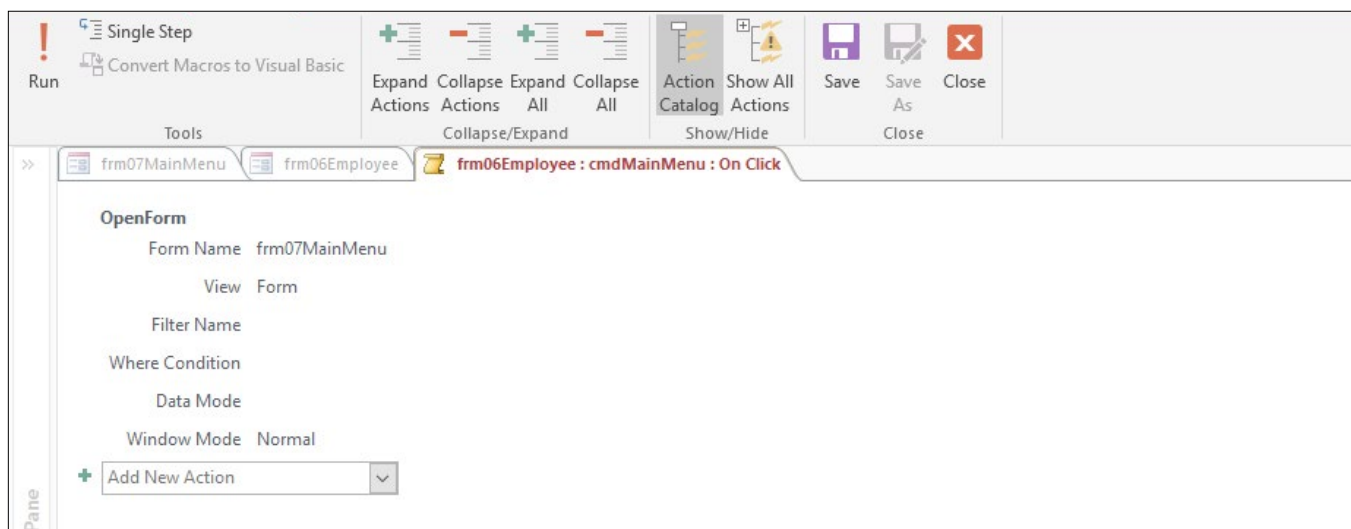 Run
Single Step
Convert Macros to Visual Basic
Tools
Expand Actions
Collapse Actions
Expand All
Collapse All
Collapse/Expand
Action Catalog
Show All Actions
Show/Hide
Save
Save As
Close
Close
frm07MainMenu
frm06Employee
frm06Employee : cmdMainMenu : On Click
OpenForm
Form Name frm07MainMenu
View Form
Filter Name
Where Condition
Data Mode
Window Mode Normal
Add New Action
Pane